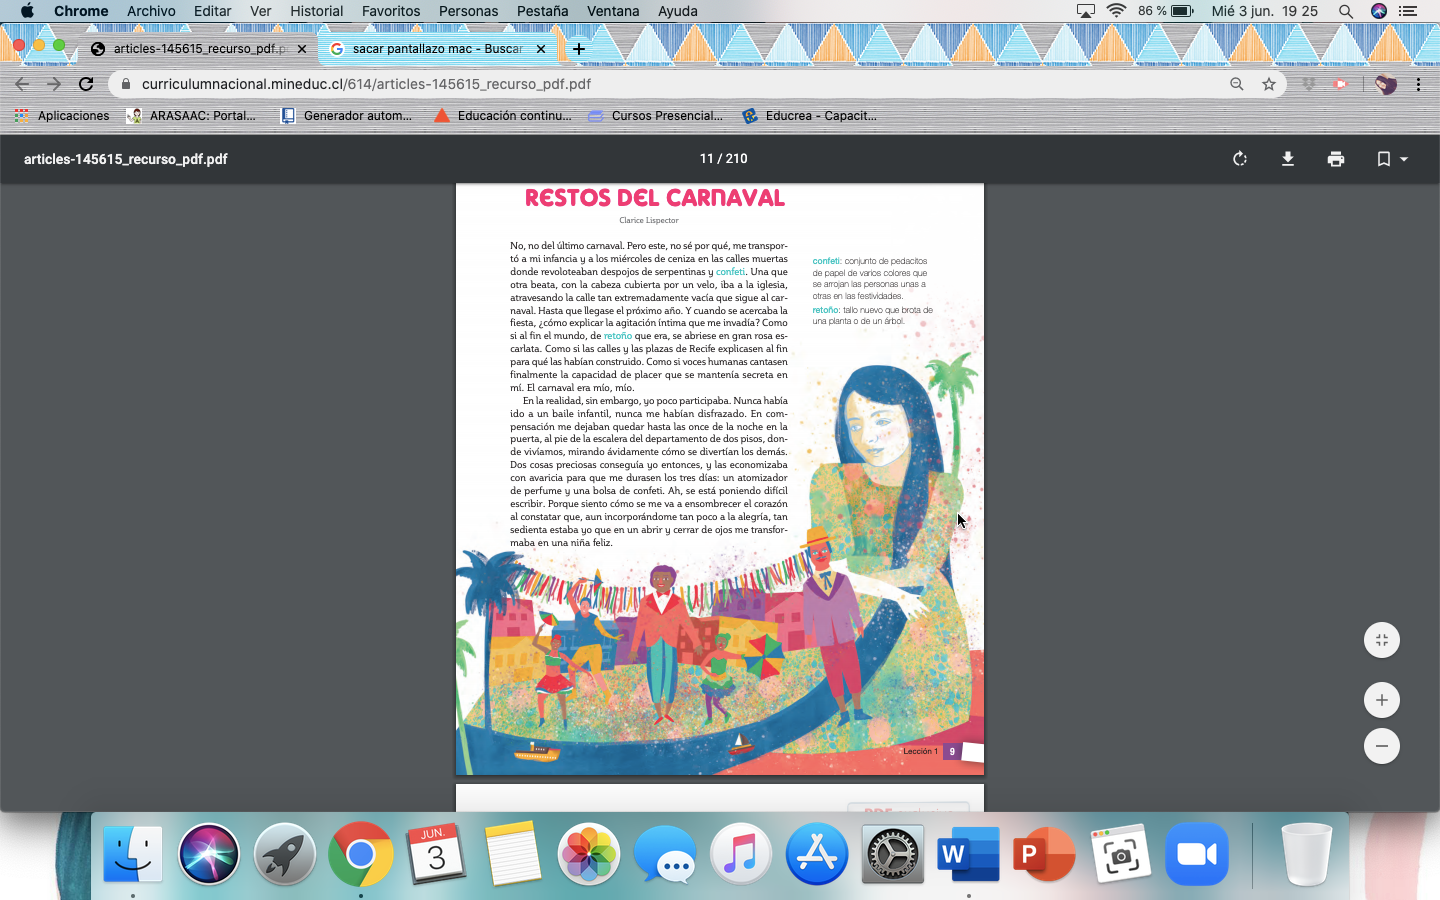 Chrome Archivo Editar Ver Historial Favoritos Personas Pestaña Ventana Ayuda 86 % Mié 3 jun. 19 25
articles-145615_recurso_pdf.p sacar pantallazo mac - Buscar
curriculumnacional.mineduc.cl/614/articles-145615_recurso_pdf.pdf
Aplicaciones ARASAAC: Portal... Generador autom... Educación continu... Cursos Presencial... Educrea - Capacit...
articles-145615_recurso_pdf.pdf 11 / 210
RESTOS DEL CARNAVAL
Clarice Lispector
No, no del último carnaval. Pero este, no sé por qué, me transpor-
tó a mi infancia y a los miércoles de ceniza en las calles muertas
donde revoloteaban despojos de serpentinas y confeti. Una que
otra beata, con la cabeza cubierta por un velo, iba a la iglesia,
atravesando la calle tan extremadamente vacía que sigue al car-
naval. Hasta que llegase el próximo año. Y cuando se acercaba la
fiesta, ¿cómo explicar la agitación íntima que me invadía? Como
si al fin el mundo, de retoño que era, se abriese en gran rosa es-
carlata. Como si las calles y las plazas de Recife explicasen al fin
para qué las habían construido. Como si voces humanas cantasen
finalmente la capacidad de placer que se mantenía secreta en
mí. El carnaval era mío, mío.
En la realidad, sin embargo, yo poco participaba. Nunca había
ido a un baile infantil, nunca me habían disfrazado. En com-
pensación me dejaban quedar hasta las once de la noche en la
puerta, al pie de la escalera del departamento de dos pisos, don-
de vivíamos, mirando ávidamente cómo se divertían los demás.
Dos cosas preciosas conseguía yo entonces, y las economizaba
con avaricia para que me durasen los tres días: un atomizador
de perfume y una bolsa de confeti. Ah, se está poniendo difícil
escribir. Porque siento cómo se me va a ensombrecer el corazón
al constatar que, aun incorporándome tan poco a la alegría, tan
sedienta estaba yo que en un abrir y cerrar de ojos me transfor-
maba en una niña feliz.
confeti: conjunto de pedacitos
de papel de varios colores que
se arrojan las personas unas a
otras en las festividades.
retoño: tallo nuevo que brota de
una planta o de un árbol.
Lección 1 9
JUN.
3
W
P